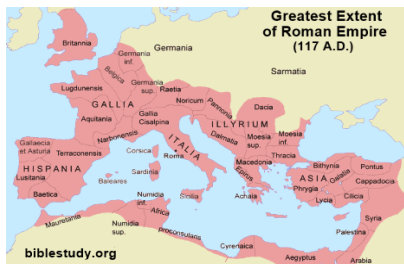 Greatest Extent
of Roman Empire
(117 A.D.)
Britannia
Germania
inf.
Germania
Sarmatia
Belgica
Lugdunensis
Germania
sup.
Raetia
Noricum
Pannonia
Dacia
GALLIA
Aquitania
Gallia
Cisalpina
ILLYRIUM
Dalmatia
Moesia
sup.
Moesia
inf.
Narbonensis
ITALIA
Gallaecia
et Asturia
Terraconensis
Corsica
Roma
Macedonia
Thracia
Bithynia
Pontus
HISPANIA
Lusitania
Sardinia
Epirus
ASIA
Galatia
Cappadocia
Phrygia
Baetica
Baleares
Sicilia
Achaia
Lycia
Cilicia
Numidia
inf.
Africa
Syria
Mauretania
Numidia
sup.
proconsularis
Palestina
Cyrenaica
Aegyptus
Arabia
biblestudy.org